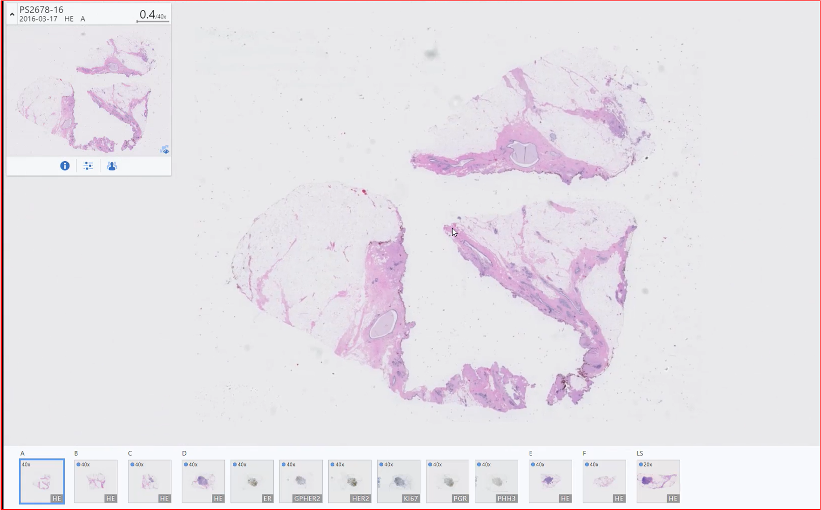 PS2678-16
2016-03-17 HE A
0.4/40x
A B C D E F LS
40x 40x 40x 40x 40x 40x 40x 40x 40x 40x 40x 40x 20x
HE HE HE HE ER GPHER2 HER2 KI67 PGR PHH3 HE HE HE